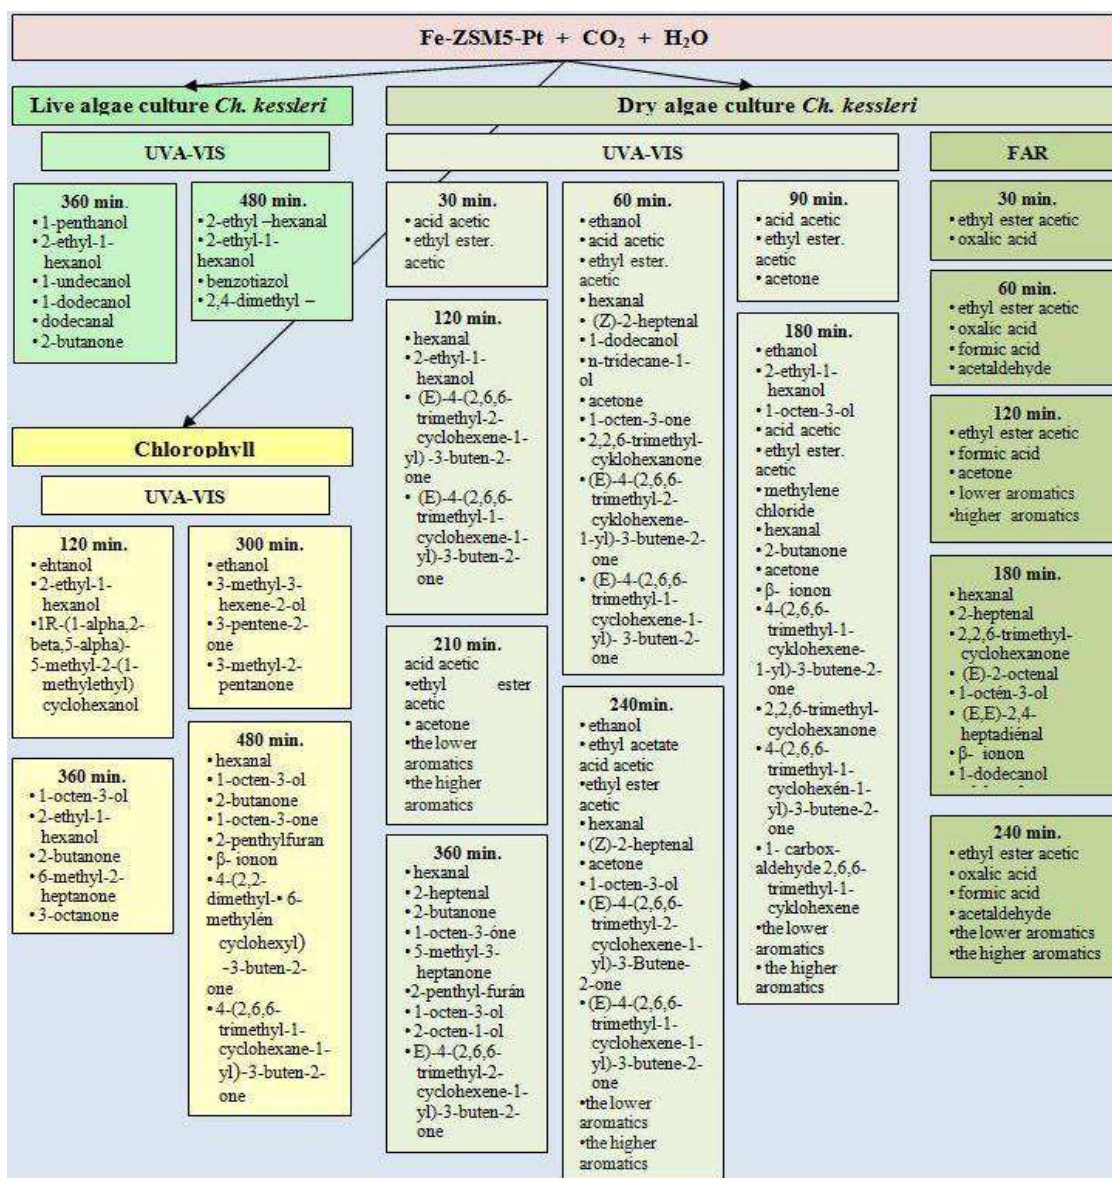 Fe-ZSM5-Pt + CO₂ + H₂O
Live algae culture Ch. kessleri
UVA-VIS
360 min.
•1-penthanol
•2-ethyl-1-
hexanol
•1-undecanol
•1-dodecanol
•dodecanal
•2-butanone
480 min.
•2-ethyl –hexanal
•2-ethyl-1-
hexanol
•benzotiazol
•2,4-dimethyl –
Chlorophyll
UVA-VIS
120 min.
•ehtanol
•2-ethyl-1-
hexanol
•1R-(1-alpha,2-
beta,5-alpha)-
5-methyl-2-(1-
methylethyl)
cyclohexanol
300 min.
•ethanol
•3-methyl-3-
hexene-2-ol
•3-pentene-2-
one
•3-methyl-2-
pentanone
360 min.
•1-octen-3-ol
•2-ethyl-1-
hexanol
•2-butanone
•6-methyl-2-
heptanone
•3-octanone
480 min.
•hexanal
•1-octen-3-ol
•2-butanone
•1-octen-3-one
•2-penthylfuran
•β- ionon
•4-(2,2-
dimethyl-• 6-
methylén
cyclohexyl)
-3-buten-2-
one
•4-(2,6,6-
trimethyl-1-
cyclohexane-1-
yl)-3-buten-2-
one
Dry algae culture Ch. kessleri
UVA-VIS
30 min.
•acid acetic
•ethyl ester.
acetic
120 min.
•hexanal
•2-ethyl-1-
hexanol
• (E)-4-(2,6,6-
trimethyl-2-
cyclohexene-1-
yl) -3-buten-2-
one
• (E)-4-(2,6,6-
trimethyl-1-
cyclohexene-1-
yl)-3-buten-2-
one
210 min.
acid acetic
•ethyl ester
acetic
• acetone
•the lower
aromatics
•the higher
aromatics
360 min.
•hexanal
•2-heptenal
•2-butanone
•1-octen-3-óne
•5-methyl-3-
heptanone
•2-penthyl-furán
•1-octen-3-ol
•2-octen-1-ol
•E)-4-(2,6,6-
trimethyl-2-
cyclohexene-1-
yl)-3-buten-2-
one
60 min.
•ethanol
•acid acetic
•ethyl ester.
acetic
•hexanal
• (Z)-2-heptenal
•1-dodecanol
•n-tridecane-1-
ol
•acetone
•1-octen-3-one
•2,2,6-trimethyl-
cyklohexanone
•(E)-4-(2,6,6-
trimethyl-2-
cyklohexene-
1-yl)-3-butene-2-
one
• (E)-4-(2,6,6-
trimethyl-1-
cyclohexene-1-
yl)- 3-buten-2-
one
240min.
•ethanol
•ethyl acetate
acid acetic
•ethyl ester
acetic
•hexanal
•(Z)-2-heptenal
•acetone
•1-octen-3-ol
•(E)-4-(2,6,6-
trimethyl-2-
cyclohexene-1-
yl)-3-Butene-
2-one
•(E)-4-(2,6,6-
trimethyl-1-
cyclohexene-1-
yl)-3-butene-2-
one
•the lower
aromatics
•the higher
aromatics
90 min.
•acid acetic
•ethyl ester.
acetic
•acetone
180 min.
•ethanol
•2-ethyl-1-
hexanol
•1-octen-3-ol
•acid acetic
•ethyl ester.
acetic
•methylene
chloride
•hexanal
•2-butanone
•acetone
•β- ionon
•4-(2,6,6-
trimethyl-1-
cyklohexene-
1-yl)-3-butene-2-
one
•2,2,6-trimethyl-
cyclohexanone
•4-(2,6,6-
trimethyl-1-
cyclohexén-1-
yl)-3-butene-2-
one
•1- carbox-
aldehyde 2,6,6-
trimethyl-1-
cyklohexene
•the lower
aromatics
• the higher
aromatics
FAR
30 min.
•ethyl ester acetic
•oxalic acid
60 min.
•ethyl ester acetic
•oxalic acid
•formic acid
•acetaldehyde
120 min.
•ethyl ester acetic
•formic acid
•acetone
• lower aromatics
•higher aromatics
180 min.
•hexanal
•2-heptenal
•2,2,6-trimethyl-
cyclohexanone
•(E)-2-octenal
•1-octén-3-ol
•(E,E)-2,4-
heptadiénal
•β- ionon
•1-dodecanol
240 min.
•ethyl ester acetic
•oxalic acid
•formic acid
•acetaldehyde
•the lower aromatics
•the higher aromatics